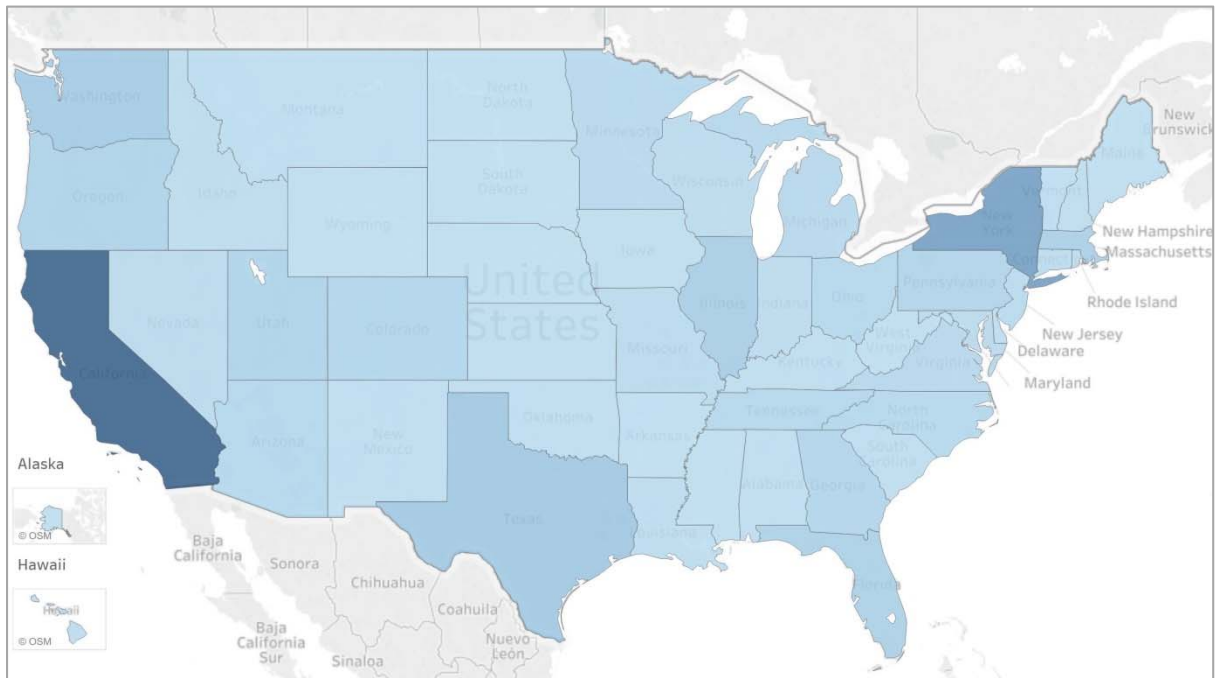 New
Brunswick
Washington
Montana
North
Dakota
Minnesota
Maine
Oregon
Idaho
South
Dakota
Wisconsin
Michigan
Vermont
New
York
Wyoming
Iowa
New Hampshire
Massachusetts
Connect
Rhode Island
United
States
Nevada
Utah
Colorado
Illinois
Indiana
Ohio
Pennsylvania
New Jersey
Delaware
Maryland
West
Virginia
Virginia
Missouri
Kentucky
California
Arizona
New
Mexico
Oklahoma
Arkansas
Tennessee
North
Carolina
South
Carolina
Texas
Louisiana
Alabama
Georgia
Florida
Alaska
© OSM
Hawaii
Hawaii
© OSM
Baja
California
Sonora
Chihuahua
Coahuila
Nuevo
León
Baja
California
Sur
Sinaloa